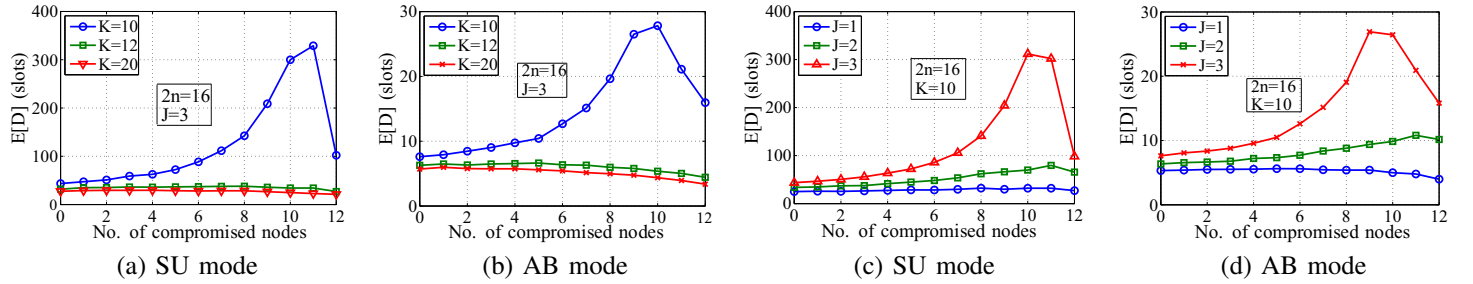 E[D] (slots)
400
300
200
100
0
0 2 4 6 8 10 12
No. of compromised nodes
K=10
K=12
K=20
2n=16
J=3
(a) SU mode
E[D] (slots)
30
20
10
0
0 2 4 6 8 10 12
No. of compromised nodes
K=10
K=12
K=20
2n=16
J=3
(b) AB mode
E[D] (slots)
400
300
200
100
0
0 2 4 6 8 10 12
No. of compromised nodes
J=1
J=2
J=3
2n=16
K=10
(c) SU mode
E[D] (slots)
30
20
10
0
0 2 4 6 8 10 12
No. of compromised nodes
J=1
J=2
J=3
2n=16
K=10
(d) AB mode